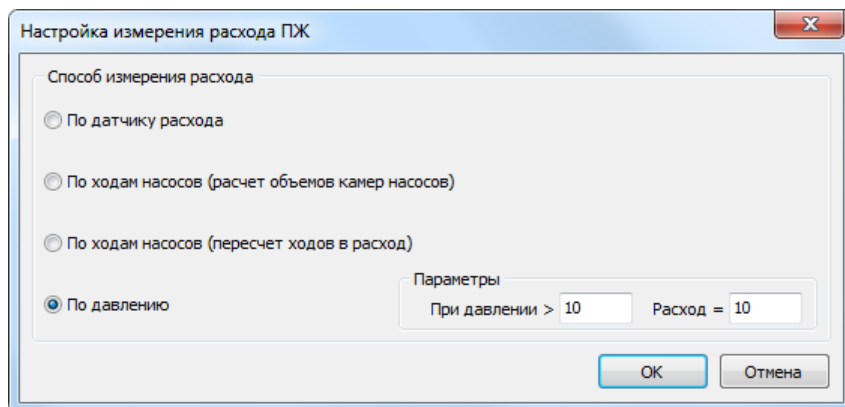 Настройка измерения расхода ПЖ
Способ измерения расхода
По датчику расхода
По ходам насосов (расчет объемов камер насосов)
По ходам насосов (пересчет ходов в расход)
По давлению
Параметры
При давлении > 10 Расход = 10
ОК Отмена